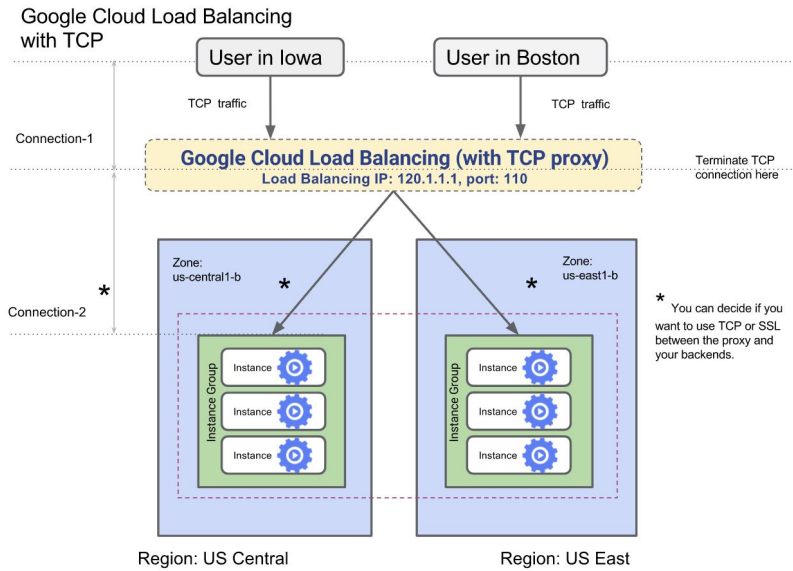 Google Cloud Load Balancing
with TCP
User in Iowa
User in Boston
TCP traffic
TCP traffic
Connection-1
Google Cloud Load Balancing (with TCP proxy)
Load Balancing IP: 120.1.1.1, port: 110
Terminate TCP
connection here
Zone:
us-central1-b
*
*
Zone:
us-east1-b
*
Connection-2
* You can decide if you
want to use TCP or SSL
between the proxy and
your backends.
Instance Group
Instance
Instance
Instance
Instance Group
Instance
Instance
Instance
Region: US Central
Region: US East